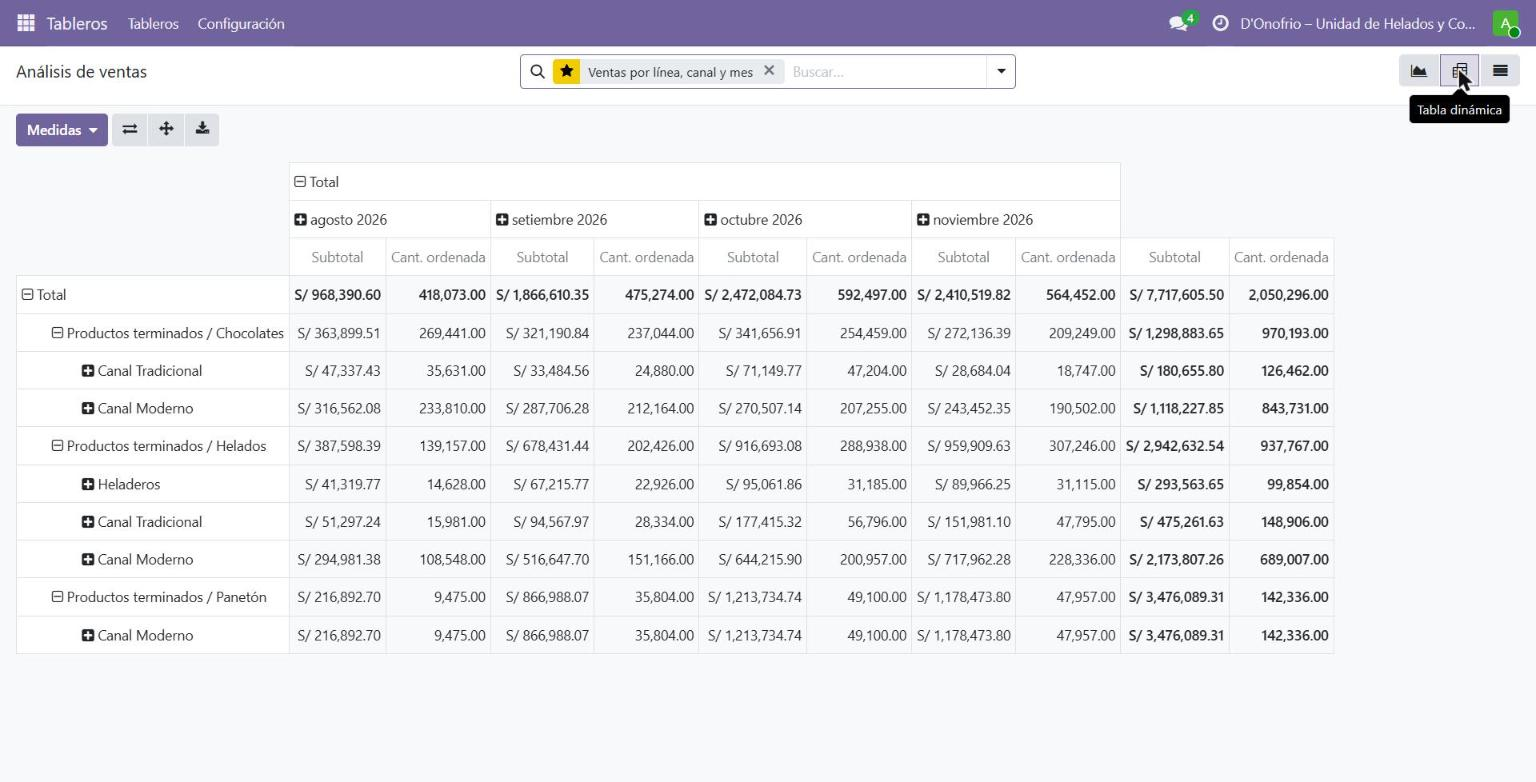 Tableros Tableros Configuración 4 D'Onofrio – Unidad de Helados y Co... A
Análisis de ventas Ventas por línea, canal y mes Buscar...
Tabla dinámica
Medidas
Total
agosto 2026 setiembre 2026 octubre 2026 noviembre 2026
Subtotal Cant. ordenada Subtotal Cant. ordenada Subtotal Cant. ordenada Subtotal Cant. ordenada Subtotal Cant. ordenada
Total S/ 968,390.60 418,073.00 S/ 1,866,610.35 475,274.00 S/ 2,472,084.73 592,497.00 S/ 2,410,519.82 564,452.00 S/ 7,717,605.50 2,050,296.00
Productos terminados / Chocolates S/ 363,899.51 269,441.00 S/ 321,190.84 237,044.00 S/ 341,656.91 254,459.00 S/ 272,136.39 209,249.00 S/ 1,298,883.65 970,193.00
Canal Tradicional S/ 47,337.43 35,631.00 S/ 33,484.56 24,880.00 S/ 71,149.77 47,204.00 S/ 28,684.04 18,747.00 S/ 180,655.80 126,462.00
Canal Moderno S/ 316,562.08 233,810.00 S/ 287,706.28 212,164.00 S/ 270,507.14 207,255.00 S/ 243,452.35 190,502.00 S/ 1,118,227.85 843,731.00
Productos terminados / Helados S/ 387,598.39 139,157.00 S/ 678,431.44 202,426.00 S/ 916,693.08 288,938.00 S/ 959,909.63 307,246.00 S/ 2,942,632.54 937,767.00
Heladeros S/ 41,319.77 14,628.00 S/ 67,215.77 22,926.00 S/ 95,061.86 31,185.00 S/ 89,966.25 31,115.00 S/ 293,563.65 99,854.00
Canal Tradicional S/ 51,297.24 15,981.00 S/ 94,567.97 28,334.00 S/ 177,415.32 56,796.00 S/ 151,981.10 47,795.00 S/ 475,261.63 148,906.00
Canal Moderno S/ 294,981.38 108,548.00 S/ 516,647.70 151,166.00 S/ 644,215.90 200,957.00 S/ 717,962.28 228,336.00 S/ 2,173,807.26 689,007.00
Productos terminados / Panetón S/ 216,892.70 9,475.00 S/ 866,988.07 35,804.00 S/ 1,213,734.74 49,100.00 S/ 1,178,473.80 47,957.00 S/ 3,476,089.31 142,336.00
Canal Moderno S/ 216,892.70 9,475.00 S/ 866,988.07 35,804.00 S/ 1,213,734.74 49,100.00 S/ 1,178,473.80 47,957.00 S/ 3,476,089.31 142,336.00